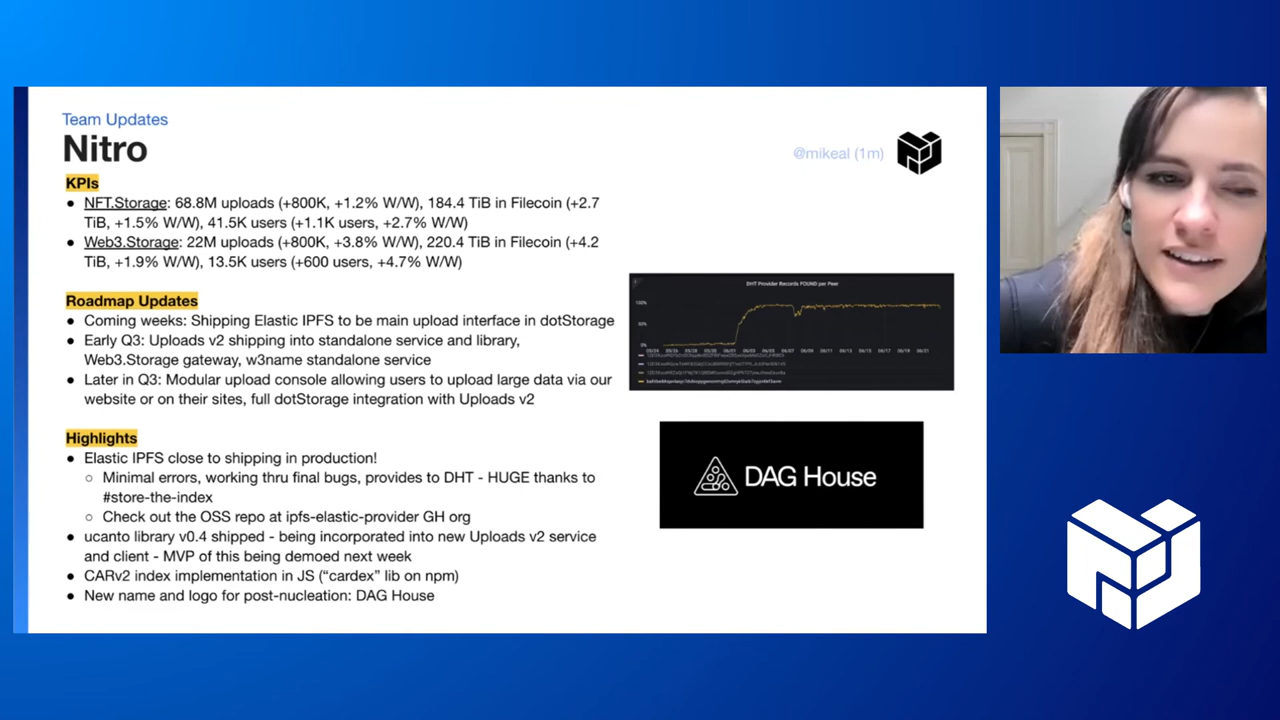 Team Updates
Nitro
@mikeal (1m)
KPIs
● NFT.Storage: 68.8M uploads (+800K, +1.2% W/W), 184.4 TiB in Filecoin (+2.7
TiB, +1.5% W/W), 41.5K users (+1.1K users, +2.7% W/W)
● Web3.Storage: 22M uploads (+800K, +3.8% W/W), 220.4 TiB in Filecoin (+4.2
TiB, +1.9% W/W), 13.5K users (+600 users, +4.7% W/W)
Roadmap Updates
● Coming weeks: Shipping Elastic IPFS to be main upload interface in dotStorage
● Early Q3: Uploads v2 shipping into standalone service and library,
Web3.Storage gateway, w3name standalone service
● Later in Q3: Modular upload console allowing users to upload large data via our
website or on their sites, full dotStorage integration with Uploads v2
Highlights
● Elastic IPFS close to shipping in production!
○ Minimal errors, working thru final bugs, provides to DHT - HUGE thanks to
#store-the-index
○ Check out the OSS repo at ipfs-elastic-provider GH org
● ucanto library v0.4 shipped - being incorporated into new Uploads v2 service
and client - MVP of this being demoed next week
● CARv2 index implementation in JS (“cardex” lib on npm)
● New name and logo for post-nucleation: DAG House
DHT Provider Records FOUND per Peer
100%
50%
0%
DAG House